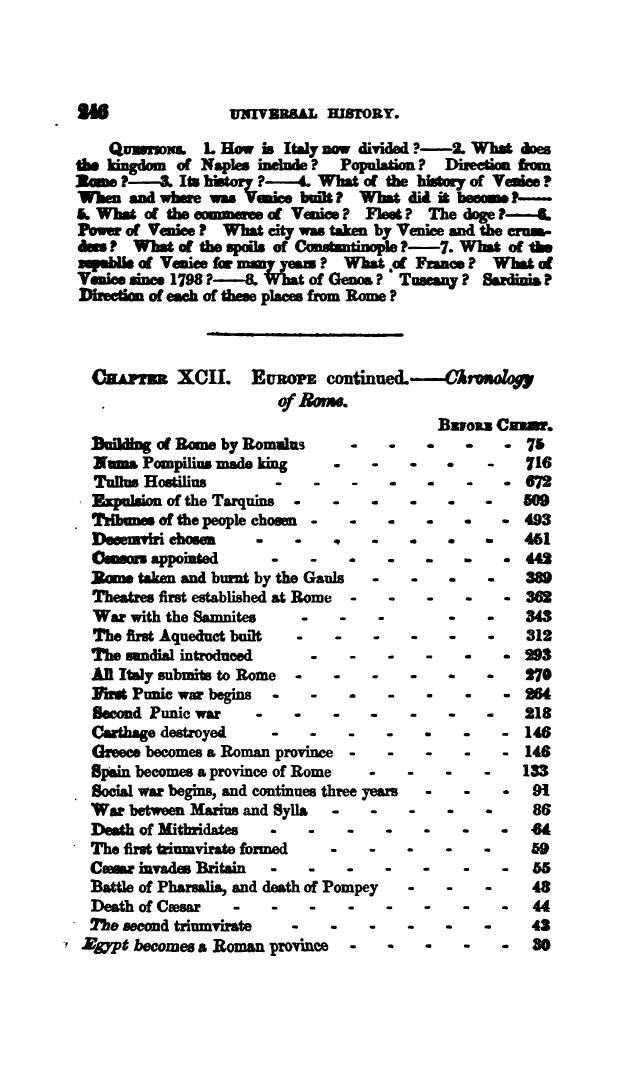 246 UNIVERSAL HISTORY.
QUESTIONS. 1. How is Italy now divided?——2. What does
the kingdom of Naples include? Population? Direction from
Rome?——3. Its history?——4. What of the history of Venice?
When and where was Venice built? What did it become?——
5. What of the commerce of Venice? Fleet? The doge?——6.
Power of Venice? What city was taken by Venice and the crusa-
ders? What of the spoils of Constantinople?——7. What of the
republic of Venice for many years? What of France? What of
Venice since 1798?——8. What of Genoa? Tuscany? Sardinia?
Direction of each of these places from Rome?
CHAPTER XCII. EUROPE continued.——Chronology
of Rome.
BEFORE CHRIST.
Building of Rome by Romulus - - - - - 75
Numa Pompilius made king - - - - - 716
Tullus Hostilius - - - - - - - 672
Expulsion of the Tarquins - - - - - - 509
Tribunes of the people chosen - - - - - - 493
Decemviri chosen - - - - - - - 451
Censors appointed - - - - - - - 442
Rome taken and burnt by the Gauls - - - - 389
Theatres first established at Rome - - - - - 362
War with the Samnites - - - - - 343
The first Aqueduct built - - - - - - 312
The sundial introduced - - - - - - 293
All Italy submits to Rome - - - - - - 270
First Punic war begins - - - - - - - 264
Second Punic war - - - - - - - 218
Carthage destroyed - - - - - - - 146
Greece becomes a Roman province - - - - - 146
Spain becomes a province of Rome - - - - 133
Social war begins, and continues three years - - - 91
War between Marius and Sylla - - - - - 86
Death of Mithridates - - - - - - - 64
The first triumvirate formed - - - - - 59
Cæsar invades Britain - - - - - - - 55
Battle of Pharsalia, and death of Pompey - - - 48
Death of Cæsar - - - - - - - - 44
The second triumvirate - - - - - - 43
Egypt becomes a Roman province - - - - - 30